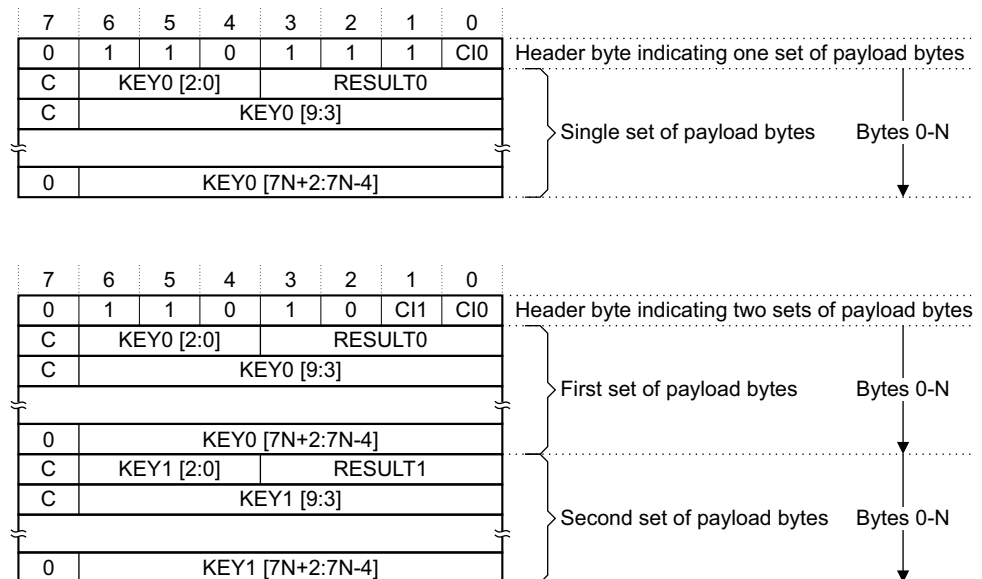 7 6 5 4 3 2 1 0
0 1 1 0 1 1 1 CI0 Header byte indicating one set of payload bytes
C KEY0 [2:0] RESULT0
C KEY0 [9:3]
Single set of payload bytes Bytes 0-N
0 KEY0 [7N+2:7N-4]
7 6 5 4 3 2 1 0
0 1 1 0 1 0 CI1 CI0 Header byte indicating two sets of payload bytes
C KEY0 [2:0] RESULT0
C KEY0 [9:3]
First set of payload bytes Bytes 0-N
0 KEY0 [7N+2:7N-4]
C KEY1 [2:0] RESULT1
C KEY1 [9:3]
Second set of payload bytes Bytes 0-N
0 KEY1 [7N+2:7N-4]